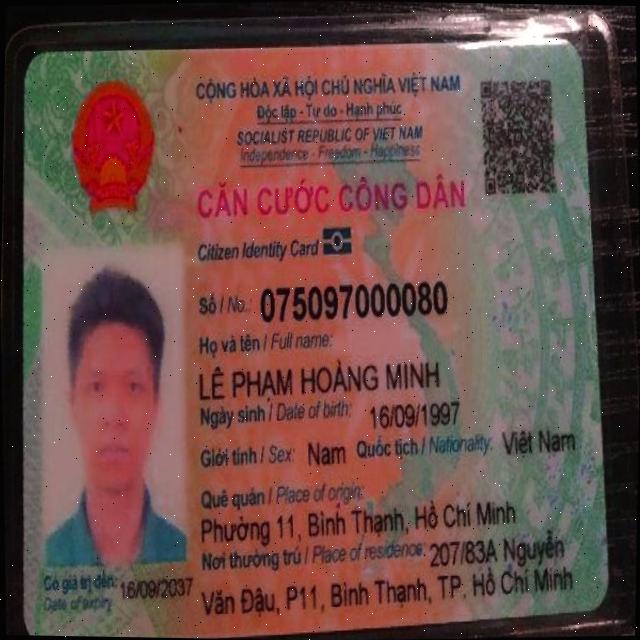 CỘNG HÒA XÃ HỘI CHỦ NGHĨA VIỆT NAM
Độc lập - Tự do - Hạnh phúc
SOCIALIST REPUBLIC OF VIET NAM
Independence - Freedom - Happiness
CĂN CƯỚC CÔNG DÂN
Citizen Identity Card
Số / No.: 075097000080
Họ và tên / Full name:
LÊ PHẠM HOÀNG MINH
Ngày sinh / Date of birth: 16/09/1997
Giới tính / Sex: Nam Quốc tịch / Nationality: Việt Nam
Quê quán / Place of origin:
Phường 11, Bình Thạnh, Hồ Chí Minh
Nơi thường trú / Place of residence: 207/83A Nguyễn
Văn Đậu, P11, Bình Thạnh, TP. Hồ Chí Minh
Có giá trị đến: 16/09/2037
Date of expiry